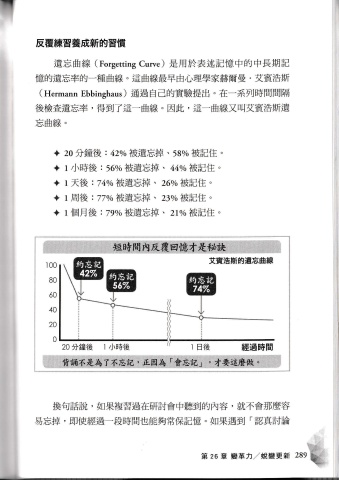 反覆練習養成新的習慣
遺忘曲線（Forgetting Curve）是用於表述記憶中的中長期記
憶的遺忘率的一種曲線。這曲線最早由心理學家赫爾曼．艾賓浩斯
（Hermann Ebbinghaus）通過自己的實驗提出。在一系列時間間隔
後檢查遺忘率，得到了這一曲線。因此，這一曲線又叫艾賓浩斯遺
忘曲線。
✦ 20 分鐘後：42% 被遺忘掉、58% 被記住。
✦ 1 小時後：56% 被遺忘掉、44% 被記住。
✦ 1 天後：74% 被遺忘掉、26% 被記住。
✦ 1 周後：77% 被遺忘掉、23% 被記住。
✦ 1 個月後：79% 被遺忘掉、21% 被記住。
短時間內反覆回憶才是秘訣
艾賓浩斯的遺忘曲線
100
80
60
40
20
0
約忘記
42%
約忘記
56%
約忘記
74%
20 分鐘後 1 小時後 1 日後 經過時間
背誦不是為了不忘記，正因為「會忘記」，才要這麼做。
換句話說，如果複習過在研討會中聽到的內容，就不會那麼容
易忘掉，即使經過一段時間也能夠常保記憶。如果遇到「認真討論
第 26 章 變革力／蛻變更新 289